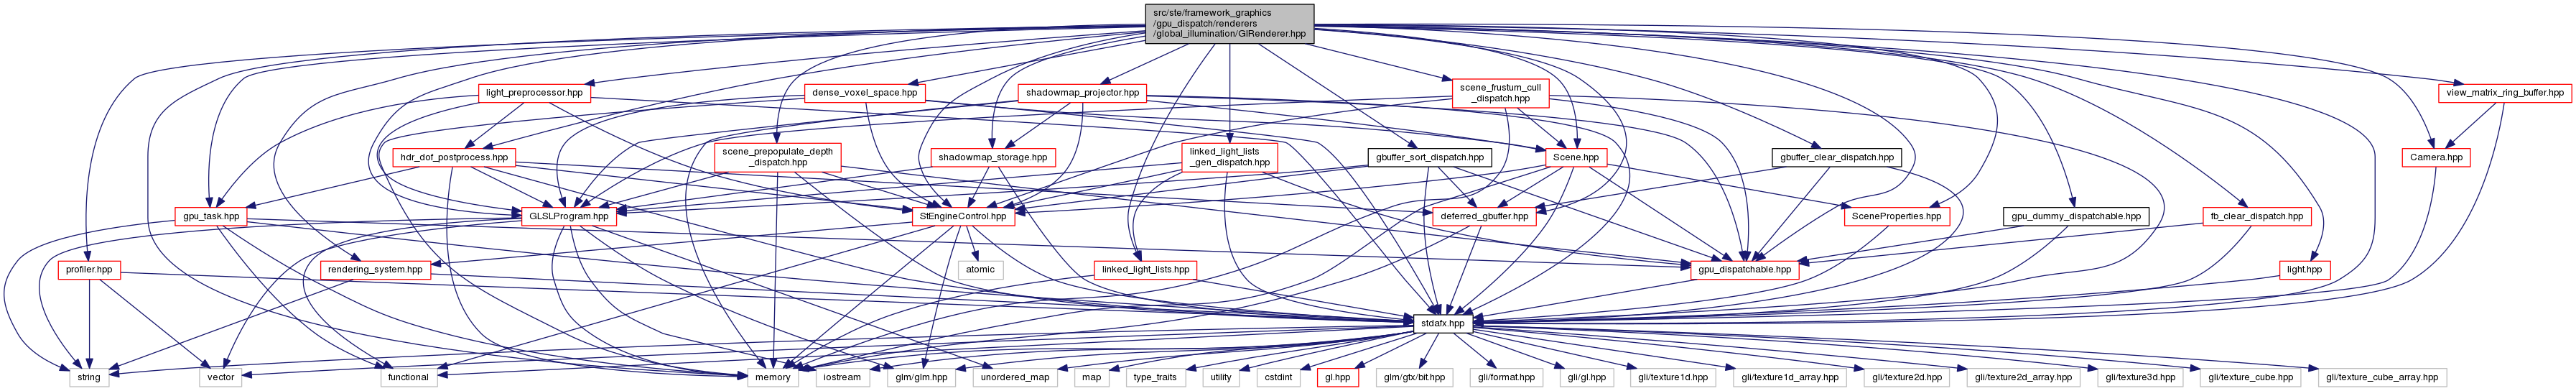 src/ste/framework_graphics
/gpu_dispatch/renderers
/global_illumination/GIRenderer.hpp
light_preprocessor.hpp
dense_voxel_space.hpp
shadowmap_projector.hpp
scene_frustum_cull
_dispatch.hpp
view_matrix_ring_buffer.hpp
hdr_dof_postprocess.hpp
scene_prepopulate_depth
_dispatch.hpp
shadowmap_storage.hpp
linked_light_lists
_gen_dispatch.hpp
gbuffer_sort_dispatch.hpp
Scene.hpp
gbuffer_clear_dispatch.hpp
Camera.hpp
gpu_task.hpp
GLSLProgram.hpp
StEngineControl.hpp
deferred_gbuffer.hpp
SceneProperties.hpp
gpu_dummy_dispatchable.hpp
fb_clear_dispatch.hpp
profiler.hpp
rendering_system.hpp
atomic
linked_light_lists.hpp
gpu_dispatchable.hpp
light.hpp
stdafx.hpp
string
vector
functional
memory
iostream
glm/glm.hpp
unordered_map
map
type_traits
utility
cstdint
gl.hpp
glm/gtx/bit.hpp
gli/format.hpp
gli/gl.hpp
gli/texture1d.hpp
gli/texture1d_array.hpp
gli/texture2d.hpp
gli/texture2d_array.hpp
gli/texture3d.hpp
gli/texture_cube.hpp
gli/texture_cube_array.hpp